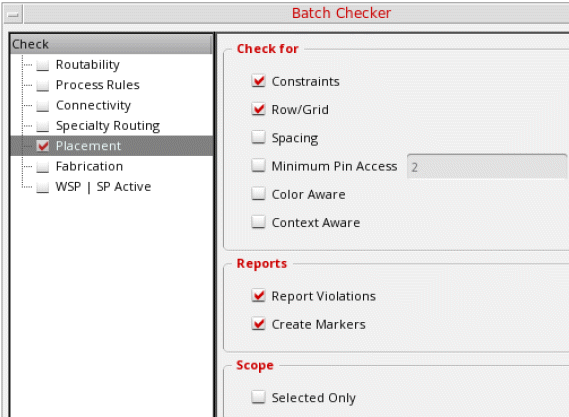 Batch Checker
Check
Routability
Process Rules
Connectivity
Specialty Routing
Placement
Fabrication
WSP | SP Active
Check for
Constraints
Row/Grid
Spacing
Minimum Pin Access 2
Color Aware
Context Aware
Reports
Report Violations
Create Markers
Scope
Selected Only